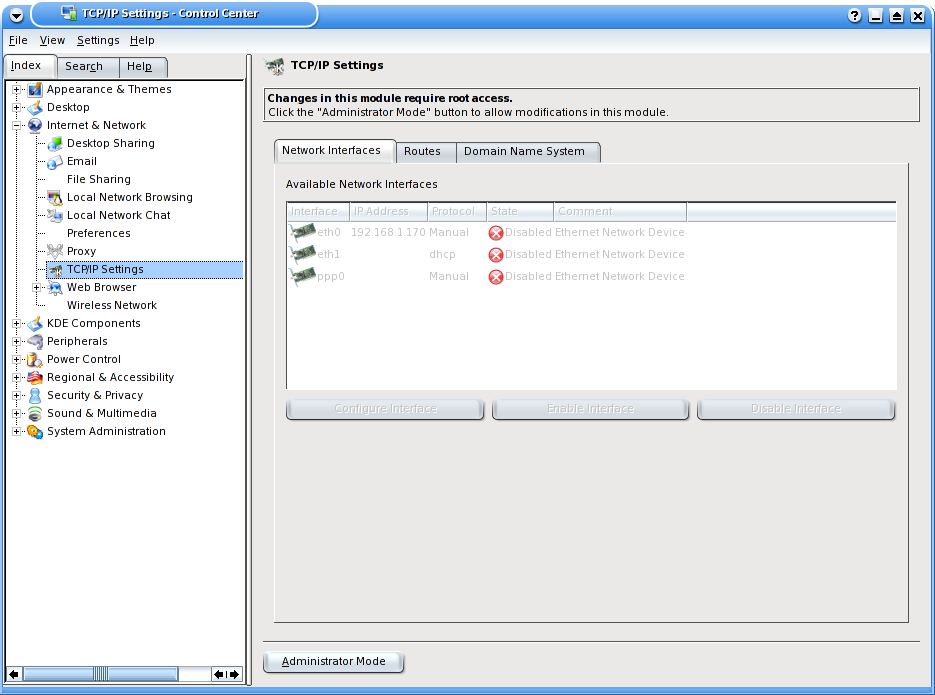 TCP/IP Settings - Control Center
File View Settings Help
Index Search Help
Appearance & Themes
Desktop
Internet & Network
Desktop Sharing
Email
File Sharing
Local Network Browsing
Local Network Chat
Preferences
Proxy
TCP/IP Settings
Web Browser
Wireless Network
KDE Components
Peripherals
Power Control
Regional & Accessibility
Security & Privacy
Sound & Multimedia
System Administration
TCP/IP Settings
Changes in this module require root access.
Click the "Administrator Mode" button to allow modifications in this module.
Network Interfaces Routes Domain Name System
Available Network Interfaces
Interface IP Address Protocol State Comment
eth0 192.168.1.170 Manual Disabled Ethernet Network Device
eth1 dhcp Disabled Ethernet Network Device
ppp0 Manual Disabled Ethernet Network Device
Configure Interface Enable Interface Disable Interface
Administrator Mode